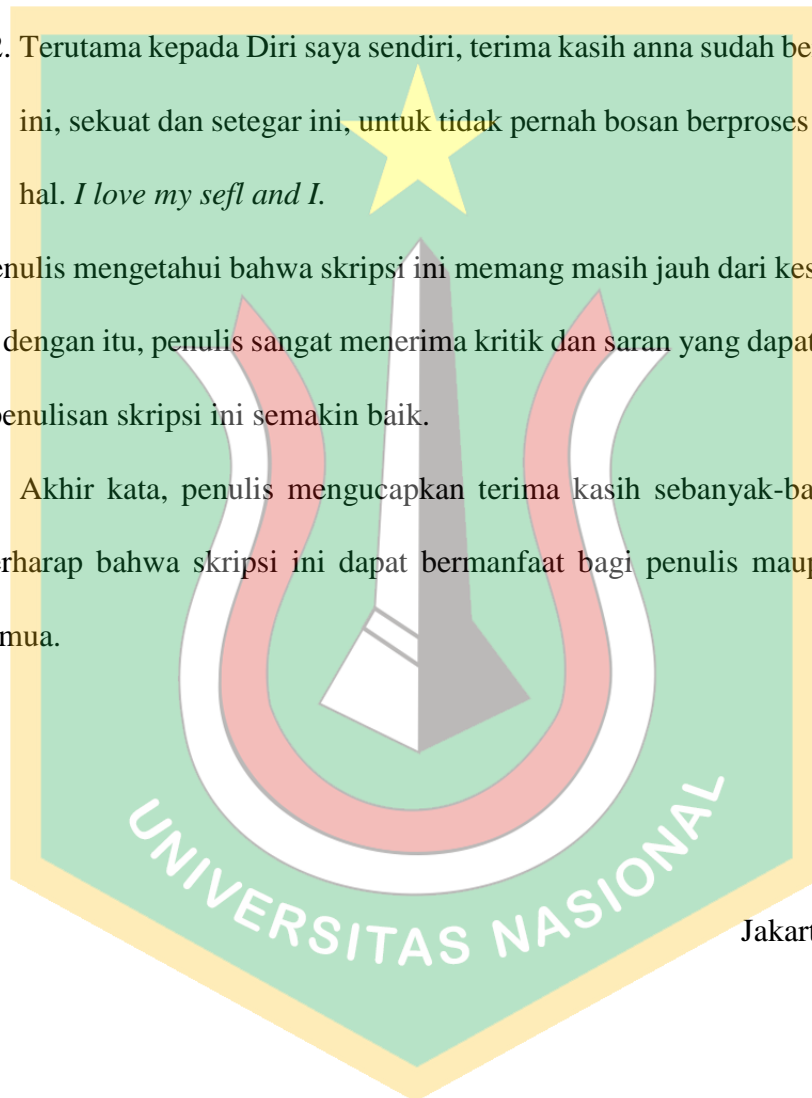 2. Terutama kepada Diri saya sendiri, terima kasih anna sudah be
ini, sekuat dan setegar ini, untuk tidak pernah bosan berproses
hal. I love my sefl and I.
enulis mengetahui bahwa skripsi ini memang masih jauh dari kes
dengan itu, penulis sangat menerima kritik dan saran yang dapat
penulisan skripsi ini semakin baik.
Akhir kata, penulis mengucapkan terima kasih sebanyak-ba
erharap bahwa skripsi ini dapat bermanfaat bagi penulis maup
mua.
UNIVERSITAS NASIONAL
Jakart